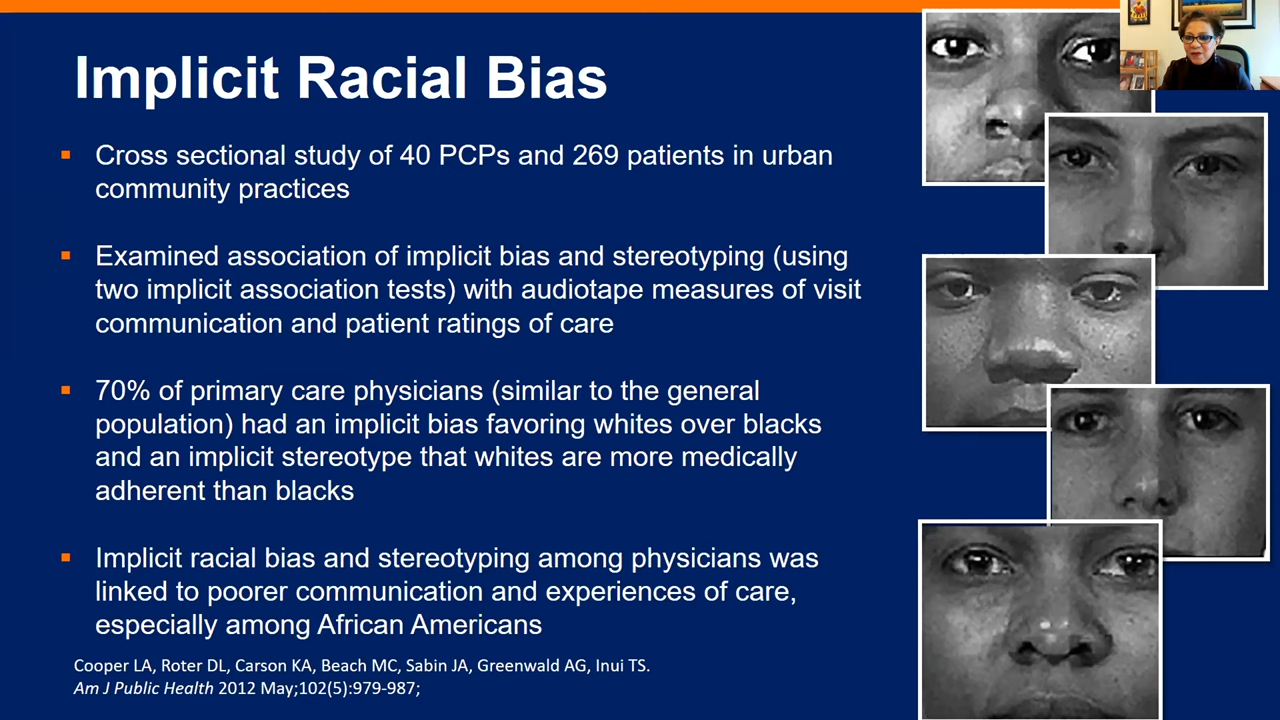 Implicit Racial Bias
▪ Cross sectional study of 40 PCPs and 269 patients in urban
community practices
▪ Examined association of implicit bias and stereotyping (using
two implicit association tests) with audiotape measures of visit
communication and patient ratings of care
▪ 70% of primary care physicians (similar to the general
population) had an implicit bias favoring whites over blacks
and an implicit stereotype that whites are more medically
adherent than blacks
▪ Implicit racial bias and stereotyping among physicians was
linked to poorer communication and experiences of care,
especially among African Americans
Cooper LA, Roter DL, Carson KA, Beach MC, Sabin JA, Greenwald AG, Inui TS.
Am J Public Health 2012 May;102(5):979-987;